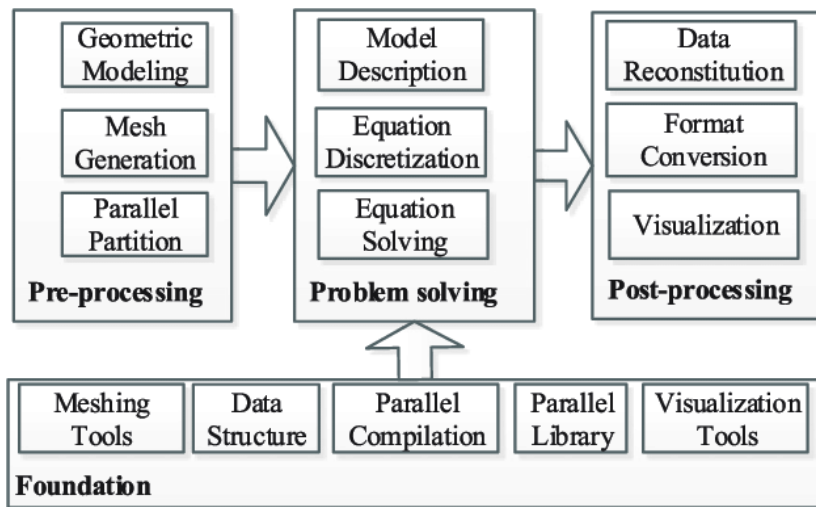 Geometric
Modeling
Mesh
Generation
Parallel
Partition
Pre-processing
Model
Description
Equation
Discretization
Equation
Solving
Problem solving
Data
Reconstitution
Format
Conversion
Visualization
Post-processing
Meshing
Tools
Data
Structure
Parallel
Compilation
Parallel
Library
Visualization
Tools
Foundation